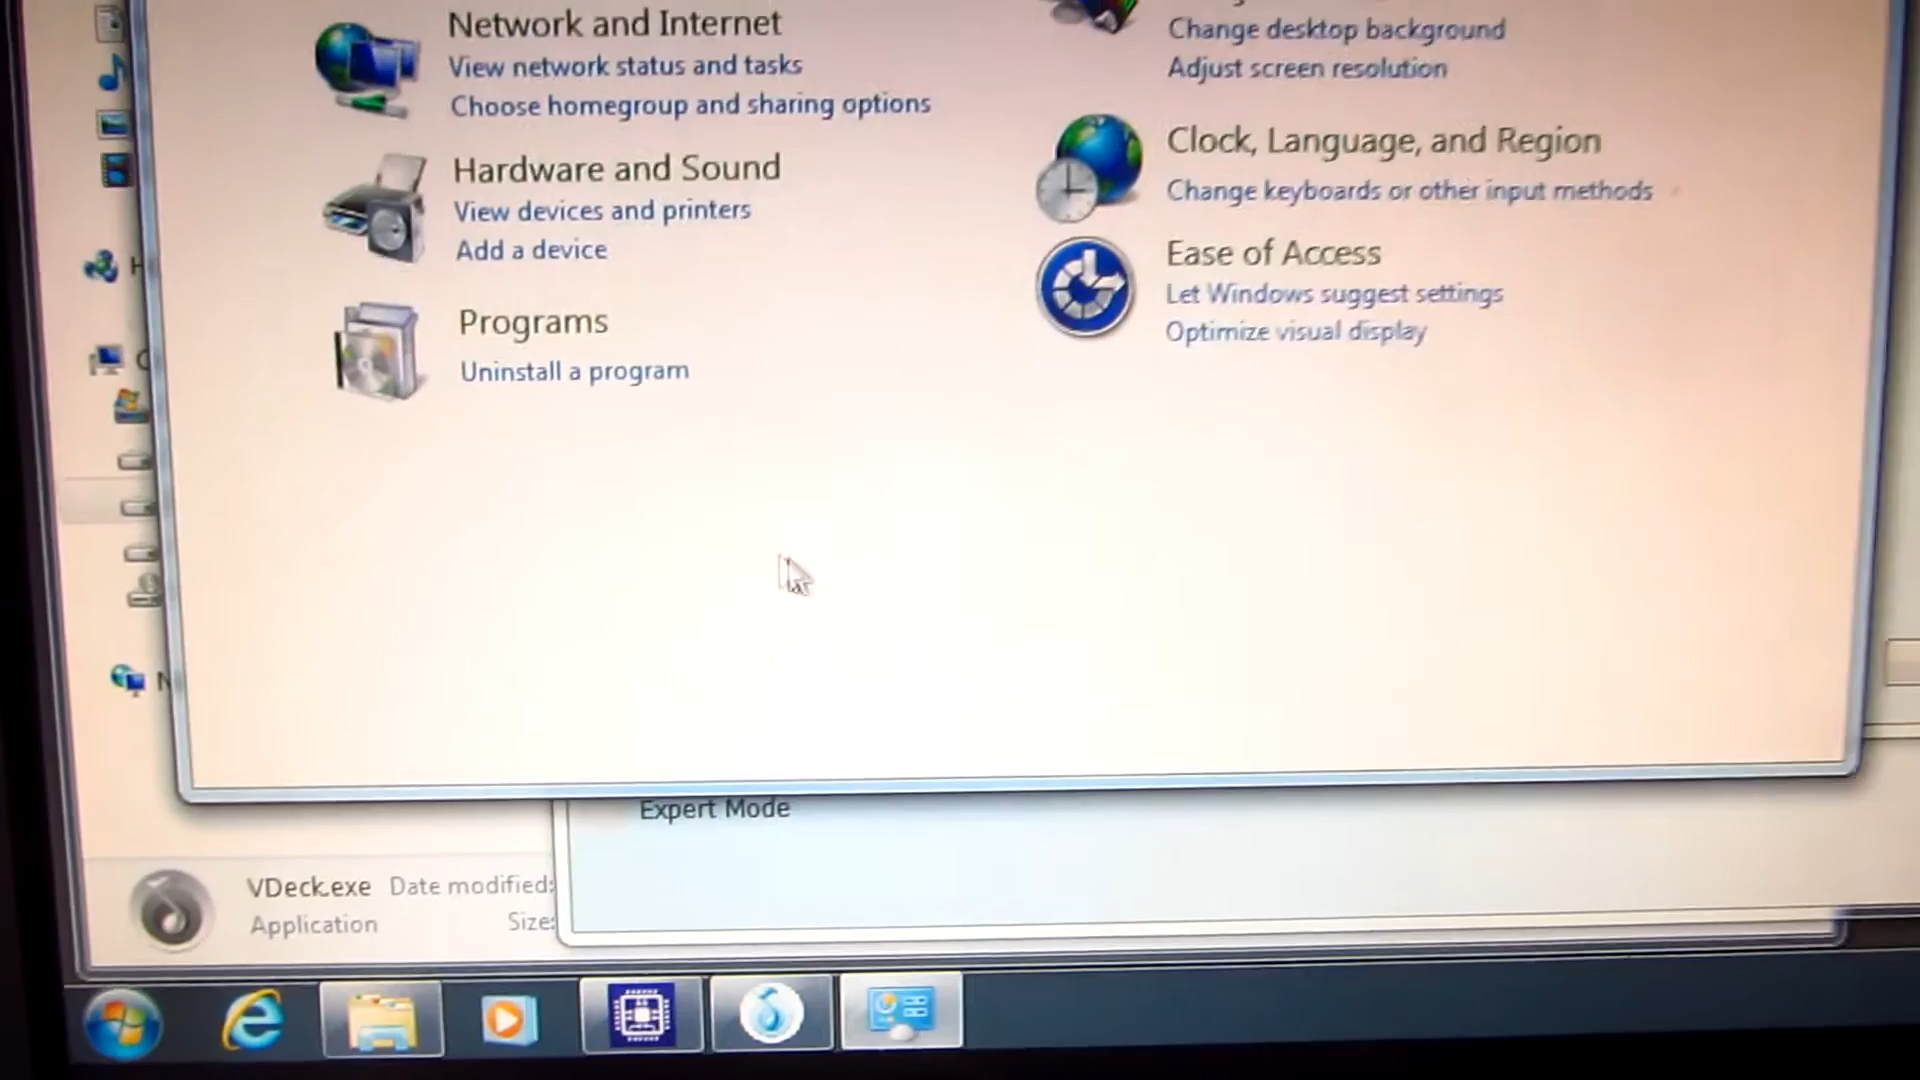 Network and Internet
View network status and tasks
Choose homegroup and sharing options
Hardware and Sound
View devices and printers
Add a device
Programs
Uninstall a program
Change desktop background
Adjust screen resolution
Clock, Language, and Region
Change keyboards or other input methods
Ease of Access
Let Windows suggest settings
Optimize visual display
Expert Mode
VDeck.exe Date modified:
Application Size: